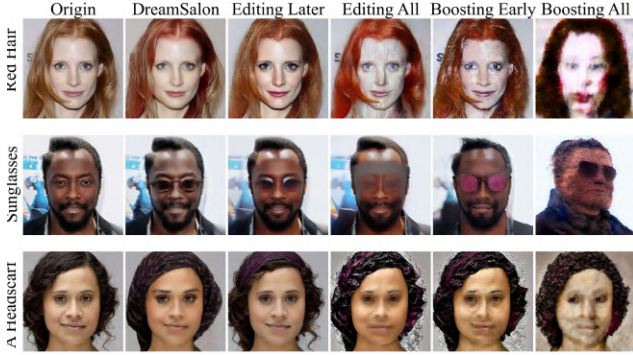 Origin DreamSalon Editing Later Editing All Boosting Early Boosting All
Red Hair
Sunglasses
A Headscarf